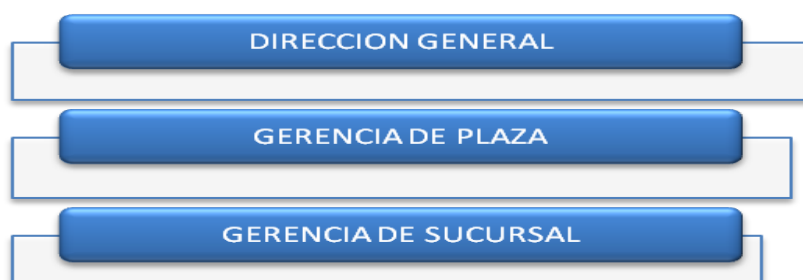 DIRECCION GENERAL
GERENCIA DE PLAZA
GERENCIA DE SUCURSAL